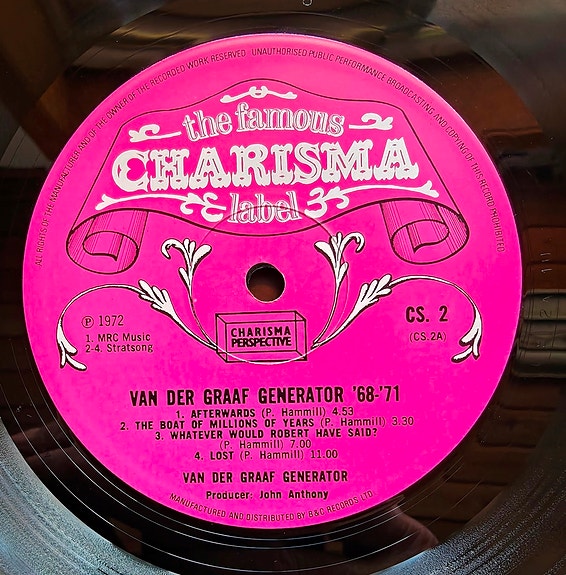 ALL RIGHTS OF THE MANUFACTURER AND OF THE OWNER OF THE RECORDED WORK RESERVED UNAUTHORISED PUBLIC PERFORMANCE BROADCASTING AND COPYING OF THIS RECORD PROHIBITED
the famous
CHARISMA
label
℗ 1972
1. MRC Music
2-4. Stratsong
CHARISMA
PERSPECTIVE
CS. 2
(CS.2A)
VAN DER GRAAF GENERATOR '68-'71
1. AFTERWARDS (P. Hammill) 4.53
2. THE BOAT OF MILLIONS OF YEARS (P. Hammill) 3.30
3. WHATEVER WOULD ROBERT HAVE SAID?
(P. Hammill) 7.00
4. LOST (P. Hammill) 11.00
VAN DER GRAAF GENERATOR
Producer: John Anthony
MANUFACTURED AND DISTRIBUTED BY B&C RECORDS LTD.